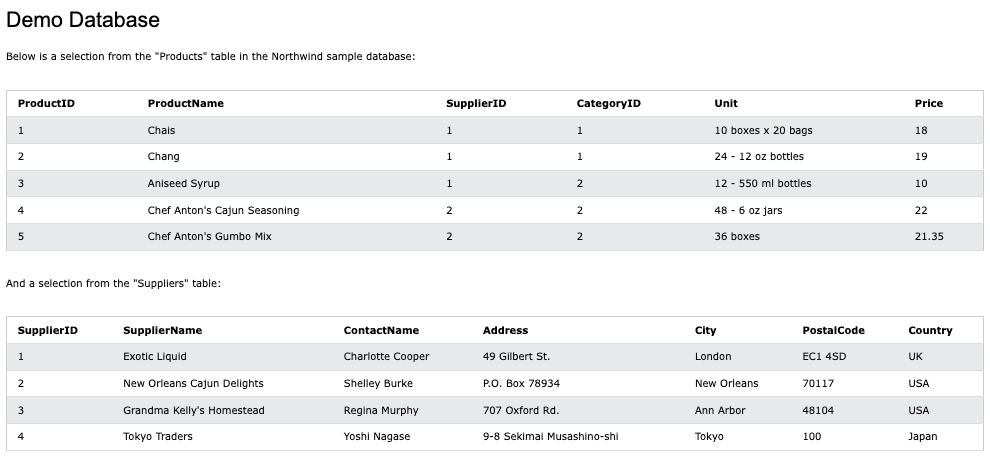 Demo Database
Below is a selection from the "Products" table in the Northwind sample database:
ProductID ProductName SupplierID CategoryID Unit Price
1 Chais 1 1 10 boxes x 20 bags 18
2 Chang 1 1 24 - 12 oz bottles 19
3 Aniseed Syrup 1 2 12 - 550 ml bottles 10
4 Chef Anton's Cajun Seasoning 2 2 48 - 6 oz jars 22
5 Chef Anton's Gumbo Mix 2 2 36 boxes 21.35
And a selection from the "Suppliers" table:
SupplierID SupplierName ContactName Address City PostalCode Country
1 Exotic Liquid Charlotte Cooper 49 Gilbert St. London EC1 4SD UK
2 New Orleans Cajun Delights Shelley Burke P.O. Box 78934 New Orleans 70117 USA
3 Grandma Kelly's Homestead Regina Murphy 707 Oxford Rd. Ann Arbor 48104 USA
4 Tokyo Traders Yoshi Nagase 9-8 Sekimai Musashino-shi Tokyo 100 Japan